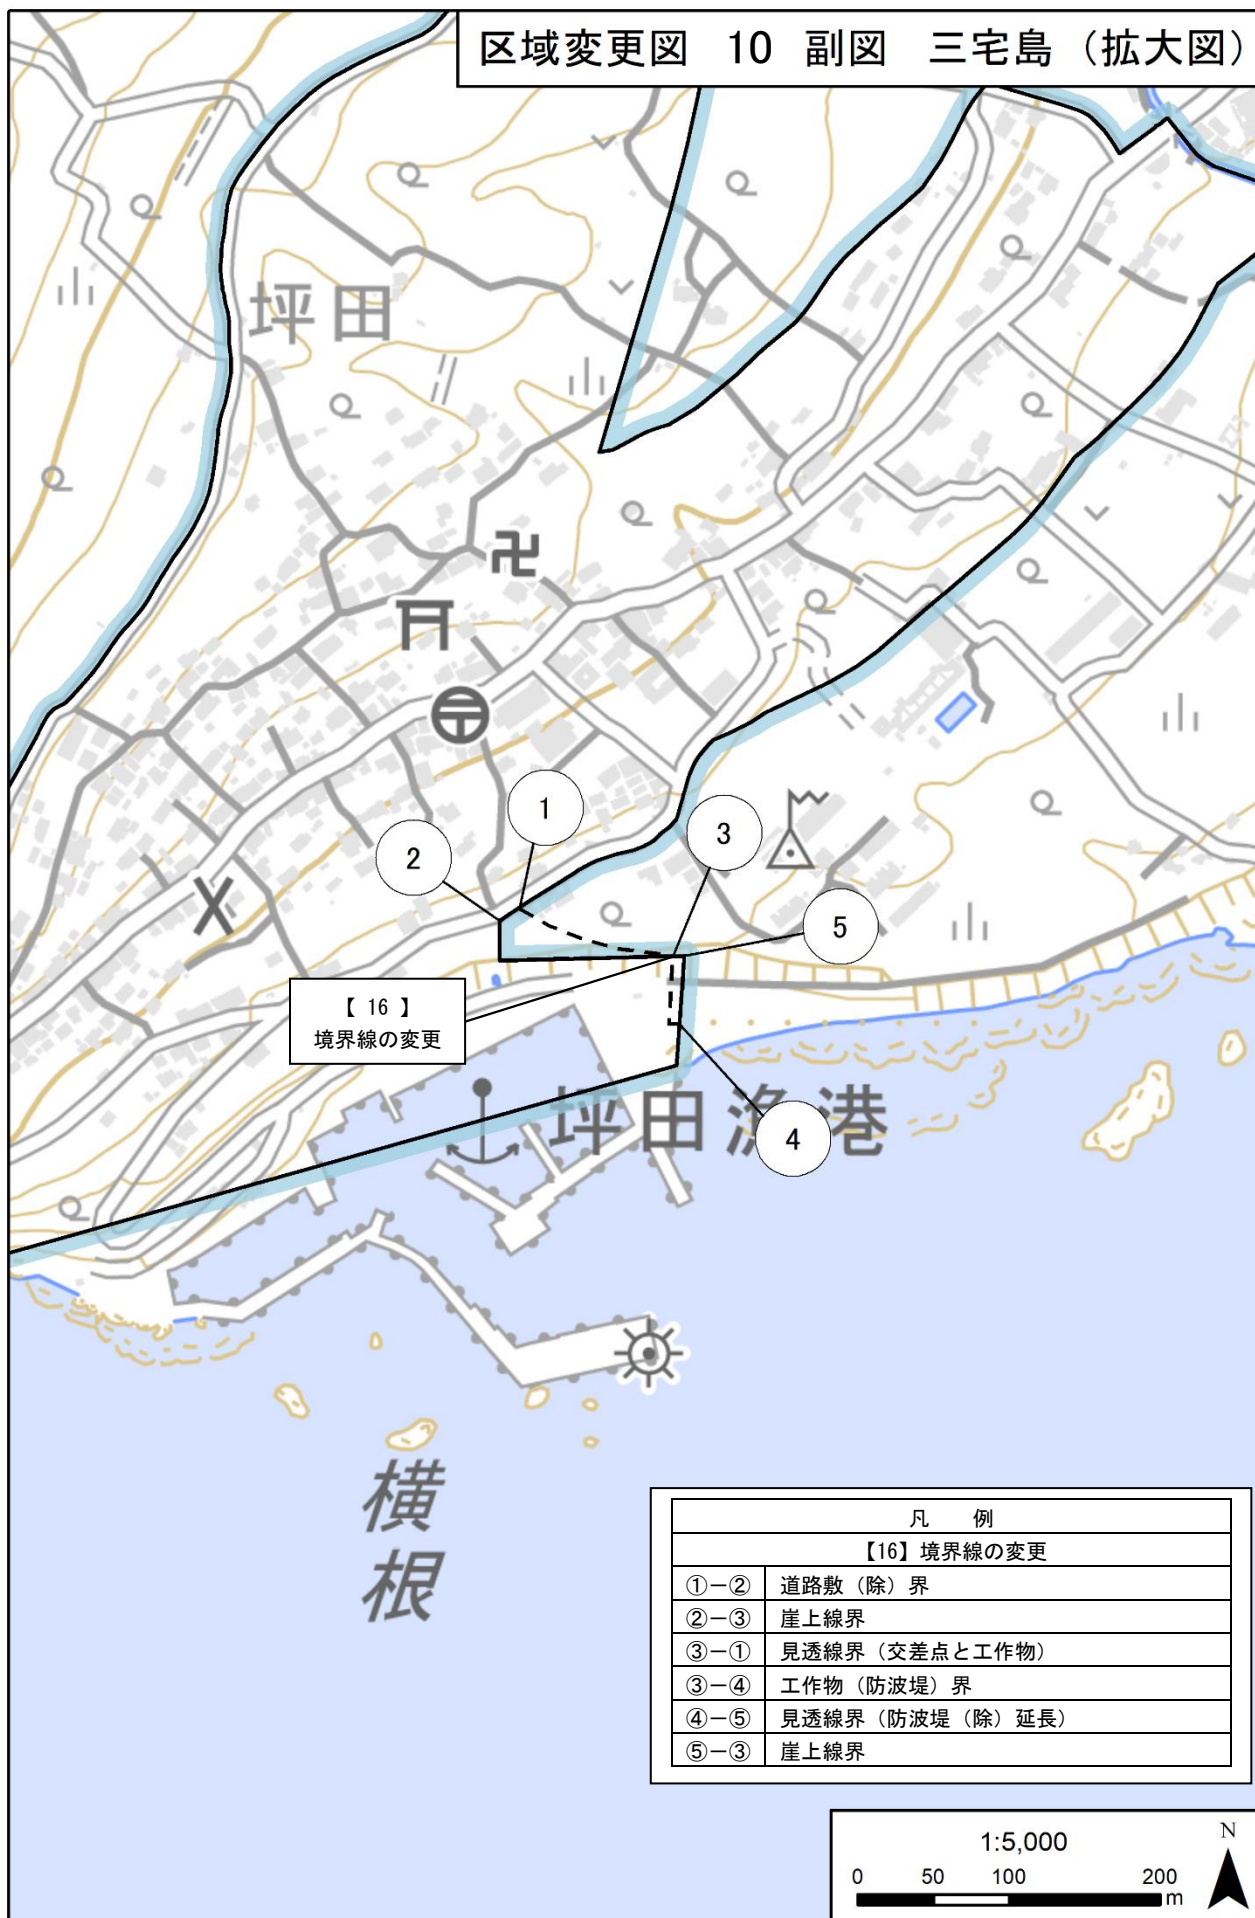 区域変更図　10　副図　三宅島（拡大図）
坪田
1
2
3
5
【 16 】
境界線の変更
坪田漁港
4
横
根
凡　例
【16】境界線の変更
①－②　道路敷（除）界
②－③　崖上線界
③－①　見透線界（交差点と工作物）
③－④　工作物（防波堤）界
④－⑤　見透線界（防波堤（除）延長）
⑤－③　崖上線界
1:5,000
N
0 50 100 200
m